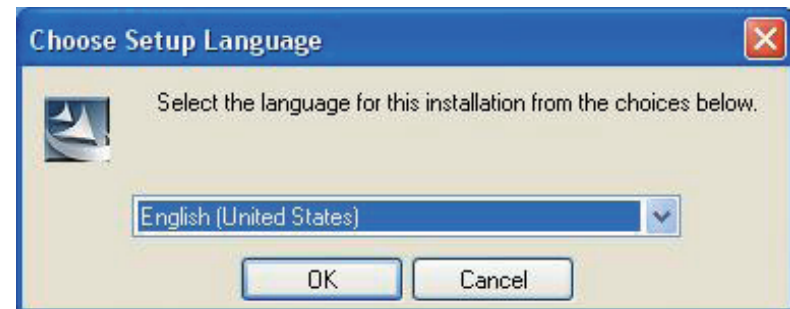 Choose Setup Language
Select the language for this installation from the choices below.
English (United States)
OK Cancel